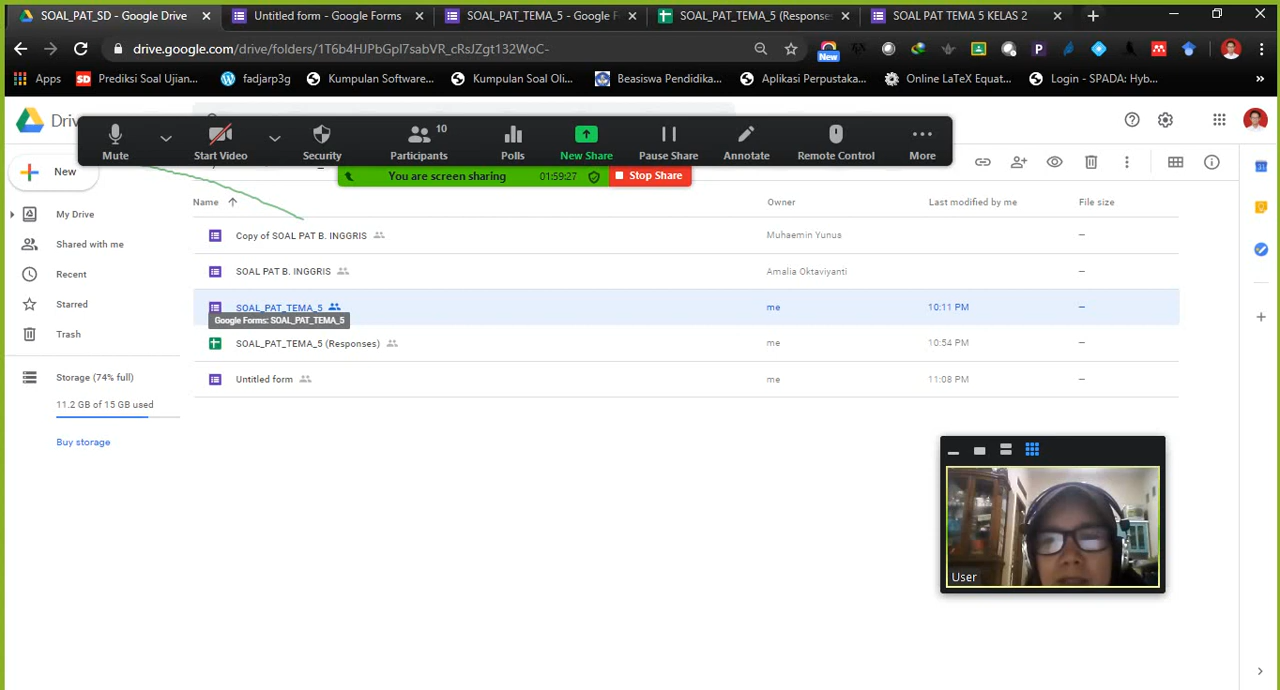 SOAL_PAT_SD - Google Drive
Untitled form - Google Forms
SOAL_PAT_TEMA_5 - Google F
SOAL_PAT_TEMA_5 (Response
SOAL PAT TEMA 5 KELAS 2
drive.google.com/drive/folders/1T6b4HJPbGpI7sabVR_cRsJZgt132WoC-
New
Apps
Prediksi Soal Ujian...
fadjarp3g
Kumpulan Software...
Kumpulan Soal Oli...
Beasiswa Pendidika...
Aplikasi Perpustaka...
Online LaTeX Equat...
Login - SPADA: Hyb...
Driv
Mute
Start Video
Security
10
Participants
Polls
New Share
Pause Share
Annotate
Remote Control
More
You are screen sharing
01:59:27
Stop Share
New
My Drive
Shared with me
Recent
Starred
Trash
Storage (74% full)
11.2 GB of 15 GB used
Buy storage
Name
Owner
Last modified by me
File size
Copy of SOAL PAT B. INGGRIS
Muhaemin Yunus
–
SOAL PAT B. INGGRIS
Amalia Oktaviyanti
–
SOAL_PAT_TEMA_5
me
10:11 PM
–
Google Forms: SOAL_PAT_TEMA_5
SOAL_PAT_TEMA_5 (Responses)
me
10:54 PM
–
Untitled form
me
11:08 PM
–
User